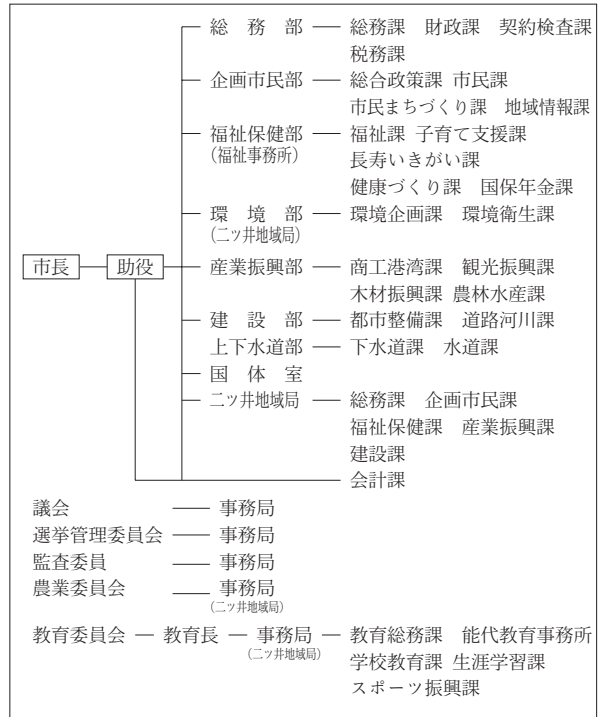 総務部 総務課 財政課 契約検査課
税務課
企画市民部 総合政策課 市民課
市民まちづくり課 地域情報課
福祉保健部 福祉課 子育て支援課
(福祉事務所) 長寿いきがい課
健康づくり課 国保年金課
環境部 環境企画課 環境衛生課
(二ツ井地域局)
市長 助役 産業振興部 商工港湾課 観光振興課
木材振興課 農林水産課
建設部 都市整備課 道路河川課
上下水道部 下水道課 水道課
国体室
二ツ井地域局 総務課 企画市民課
福祉保健課 産業振興課
建設課
会計課
議会 事務局
選挙管理委員会 事務局
監査委員 事務局
農業委員会 事務局
(二ツ井地域局)
教育委員会 教育長 事務局 教育総務課 能代教育事務所
(二ツ井地域局) 学校教育課 生涯学習課
スポーツ振興課